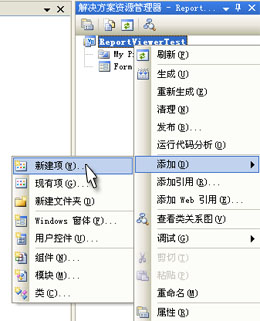 解决方案资源管理器 - Report...
ReportViewerTest
My P
Form
刷新(R)
生成(U)
重新生成(E)
清理(N)
发布(B)...
运行代码分析(O)
添加(D)
添加引用(R)...
添加 Web 引用(E)...
查看类关系图(V)
调试(G)
剪切(T)
粘贴(P)
重命名(M)
属性(R)
新建项(W)...
现有项(G)...
新建文件夹(D)
Windows 窗体(F)...
用户控件(U)...
组件(N)...
模块(M)...
类(C)...